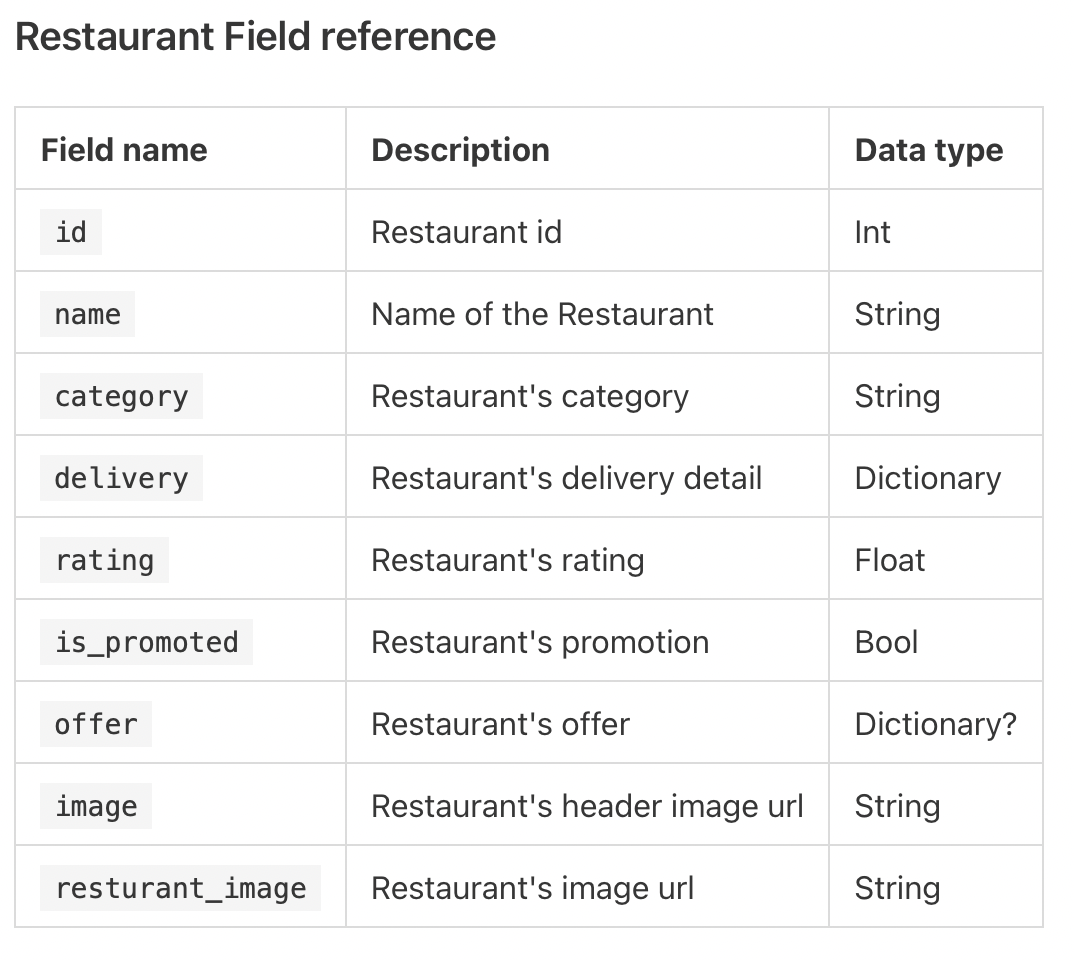 Restaurant Field reference
Field name Description Data type
id Restaurant id Int
name Name of the Restaurant String
category Restaurant's category String
delivery Restaurant's delivery detail Dictionary
rating Restaurant's rating Float
is_promoted Restaurant's promotion Bool
offer Restaurant's offer Dictionary?
image Restaurant's header image url String
resturant_image Restaurant's image url String